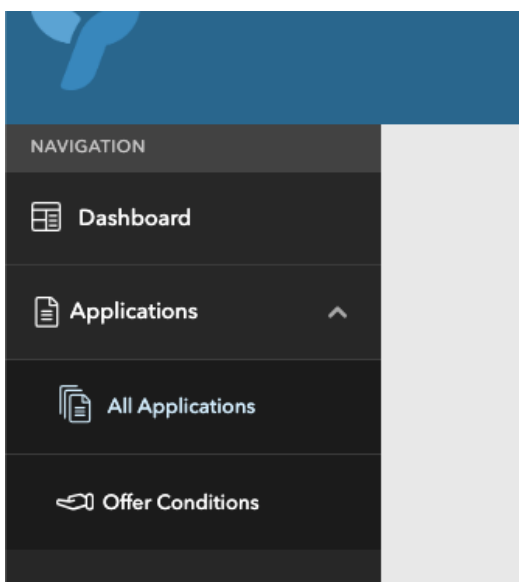 NAVIGATION
Dashboard
Applications
All Applications
Offer Conditions